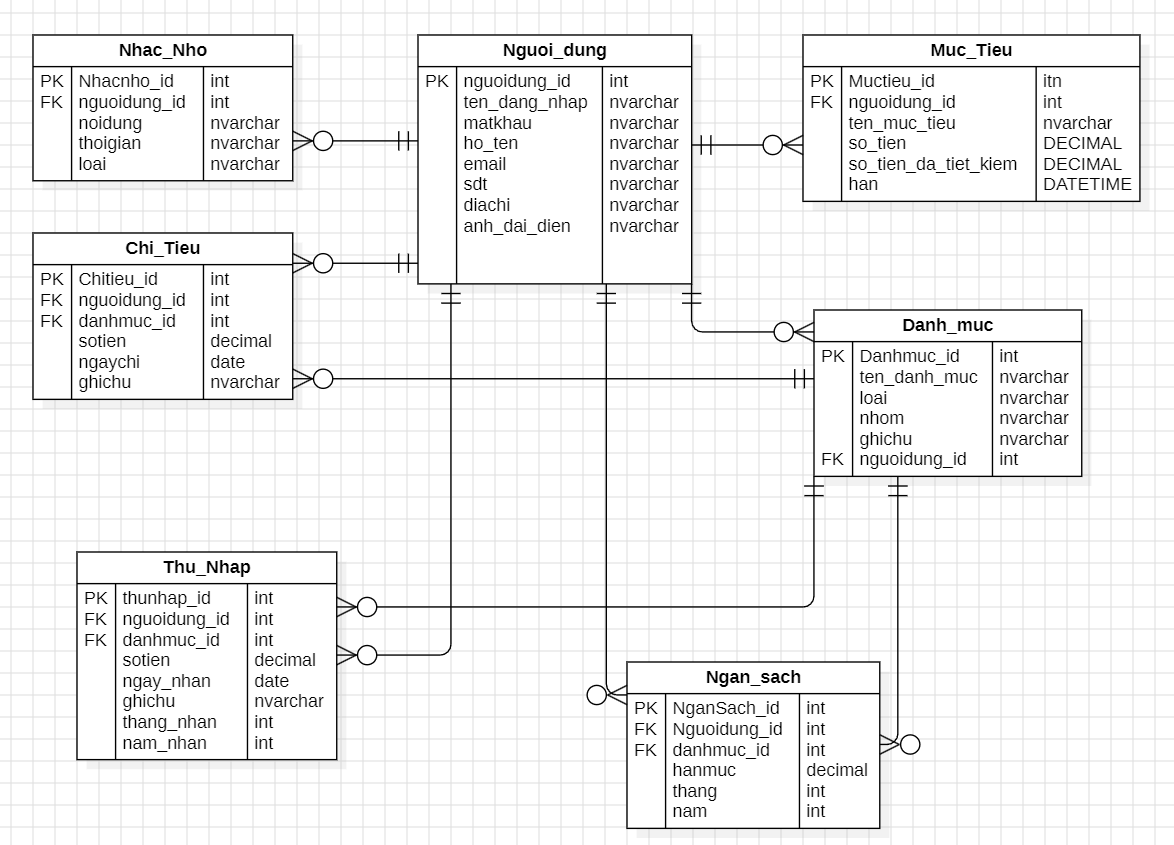 Nhac_Nho
PK Nhacnho_id int
FK nguoidung_id int
noidung nvarchar
thoigian nvarchar
loai nvarchar
Nguoi_dung
PK nguoidung_id int
ten_dang_nhap nvarchar
matkhau nvarchar
ho_ten nvarchar
email nvarchar
sdt nvarchar
diachi nvarchar
anh_dai_dien nvarchar
Muc_Tieu
PK Muctieu_id itn
FK nguoidung_id int
ten_muc_tieu nvarchar
so_tien DECIMAL
so_tien_da_tiet_kiem DECIMAL
han DATETIME
Chi_Tieu
PK Chitieu_id int
FK nguoidung_id int
FK danhmuc_id int
sotien decimal
ngaychi date
ghichu nvarchar
Danh_muc
PK Danhmuc_id int
ten_danh_muc nvarchar
loai nvarchar
nhom nvarchar
ghichu nvarchar
FK nguoidung_id int
Thu_Nhap
PK thunhap_id int
FK nguoidung_id int
FK danhmuc_id int
sotien decimal
ngay_nhan date
ghichu nvarchar
thang_nhan int
nam_nhan int
Ngan_sach
PK NganSach_id int
FK Nguoidung_id int
FK danhmuc_id int
hanmuc decimal
thang int
nam int